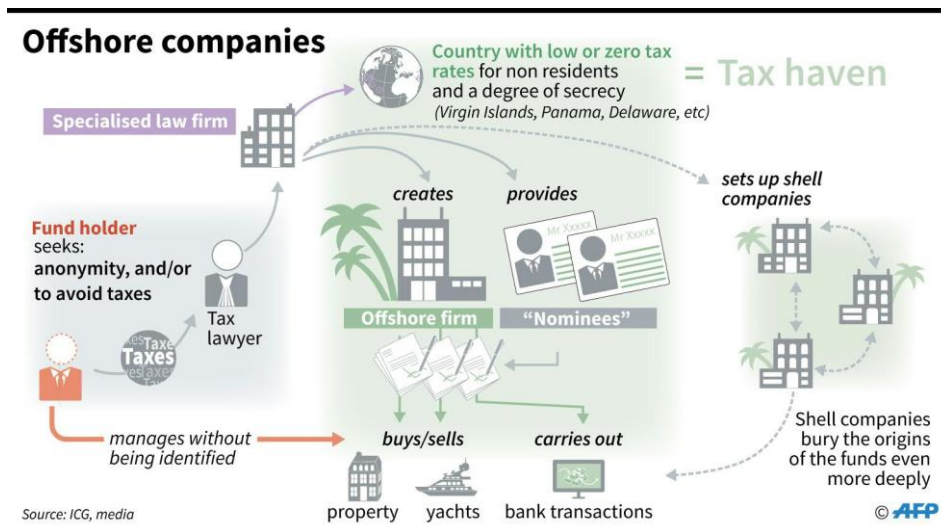 Offshore companies
Country with low or zero tax
rates for non residents
and a degree of secrecy
(Virgin Islands, Panama, Delaware, etc)
= Tax haven
Specialised law firm
creates
provides
sets up shell
companies
Fund holder
seeks:
anonymity, and/or
to avoid taxes
Mr Xxxxx
Mr Xxxxx
Tax
lawyer
Taxe
Taxes
Offshore firm
“Nominees”
manages without
being identified
buys/sells
carries out
property
yachts
bank transactions
Shell companies
bury the origins
of the funds even
more deeply
Source: ICG, media
© AFP